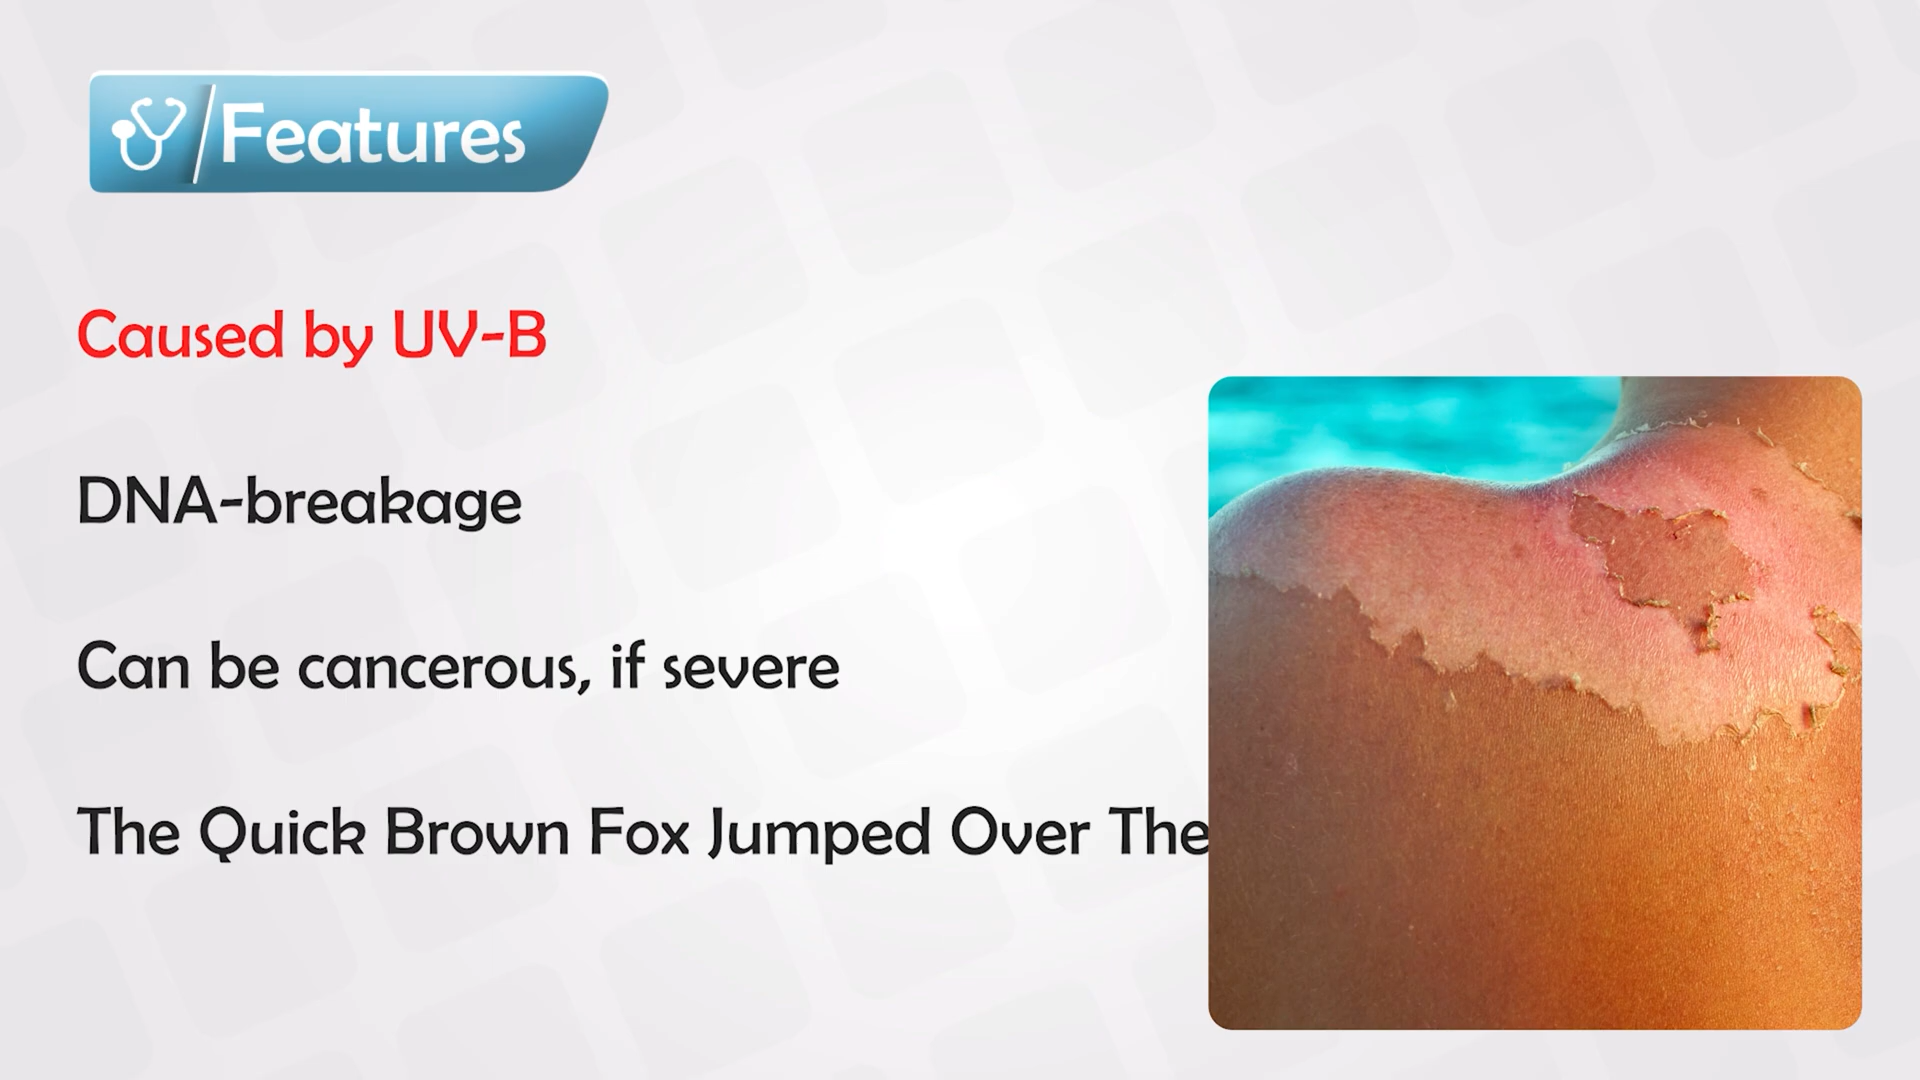 Features
Caused by UV-B
DNA-breakage
Can be cancerous, if severe
The Quick Brown Fox Jumped Over The